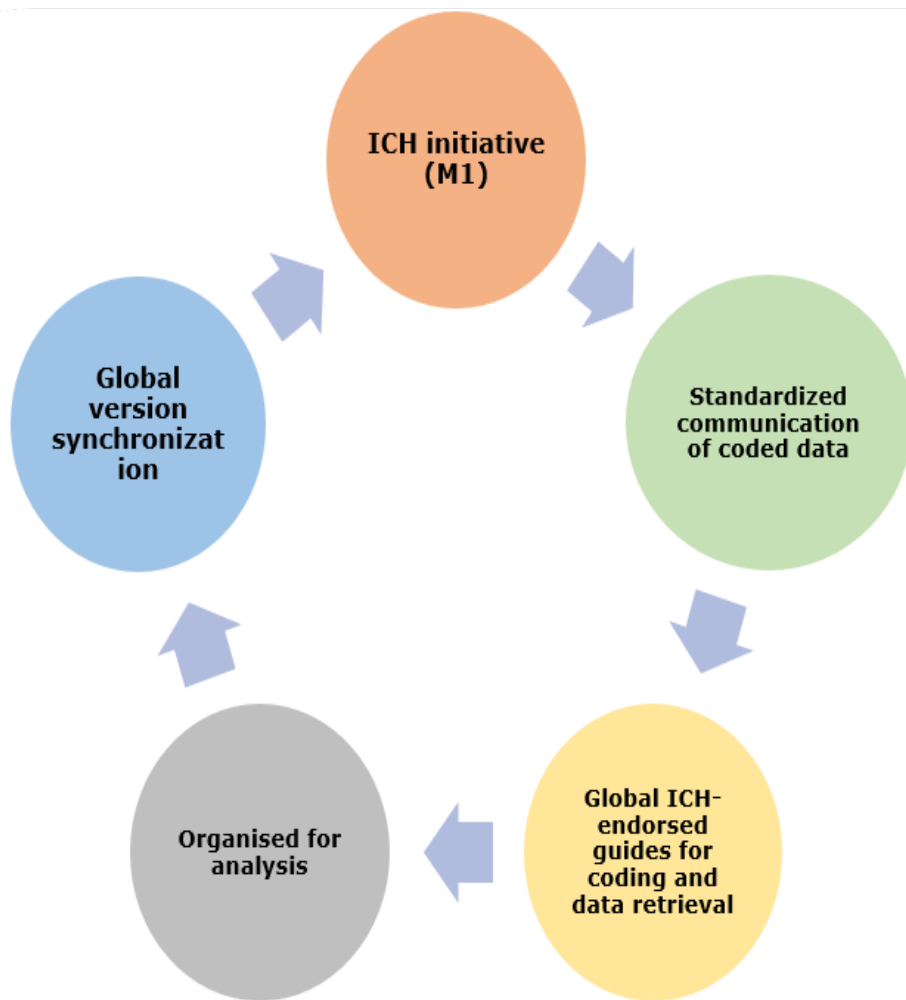 ICH initiative
(M1)
Standardized
communication
of coded data
Global ICH-
endorsed
guides for
coding and
data retrieval
Organised for
analysis
Global
version
synchronizat
ion